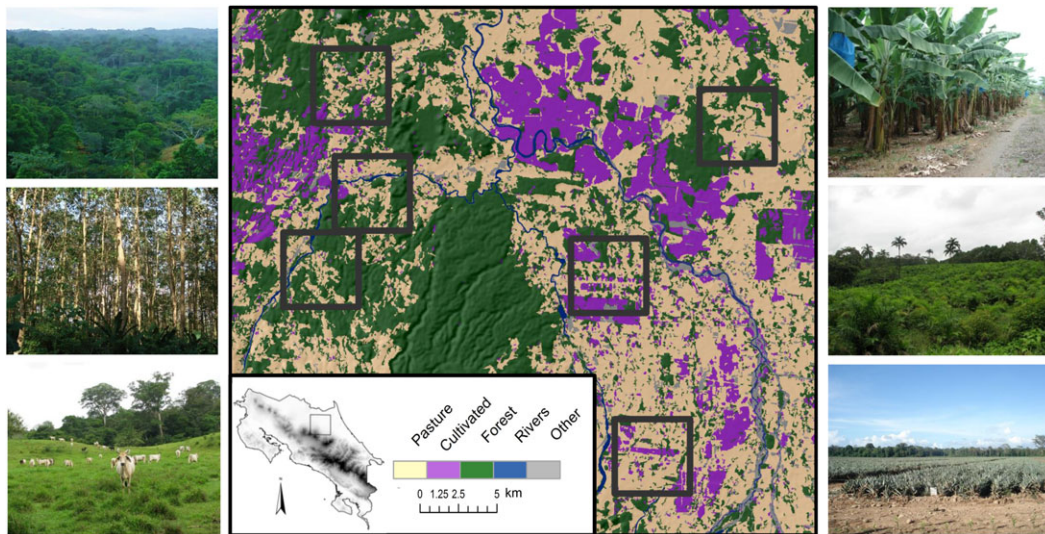 Pasture
Cultivated
Forest
Rivers
Other
0 1.25 2.5 5 km